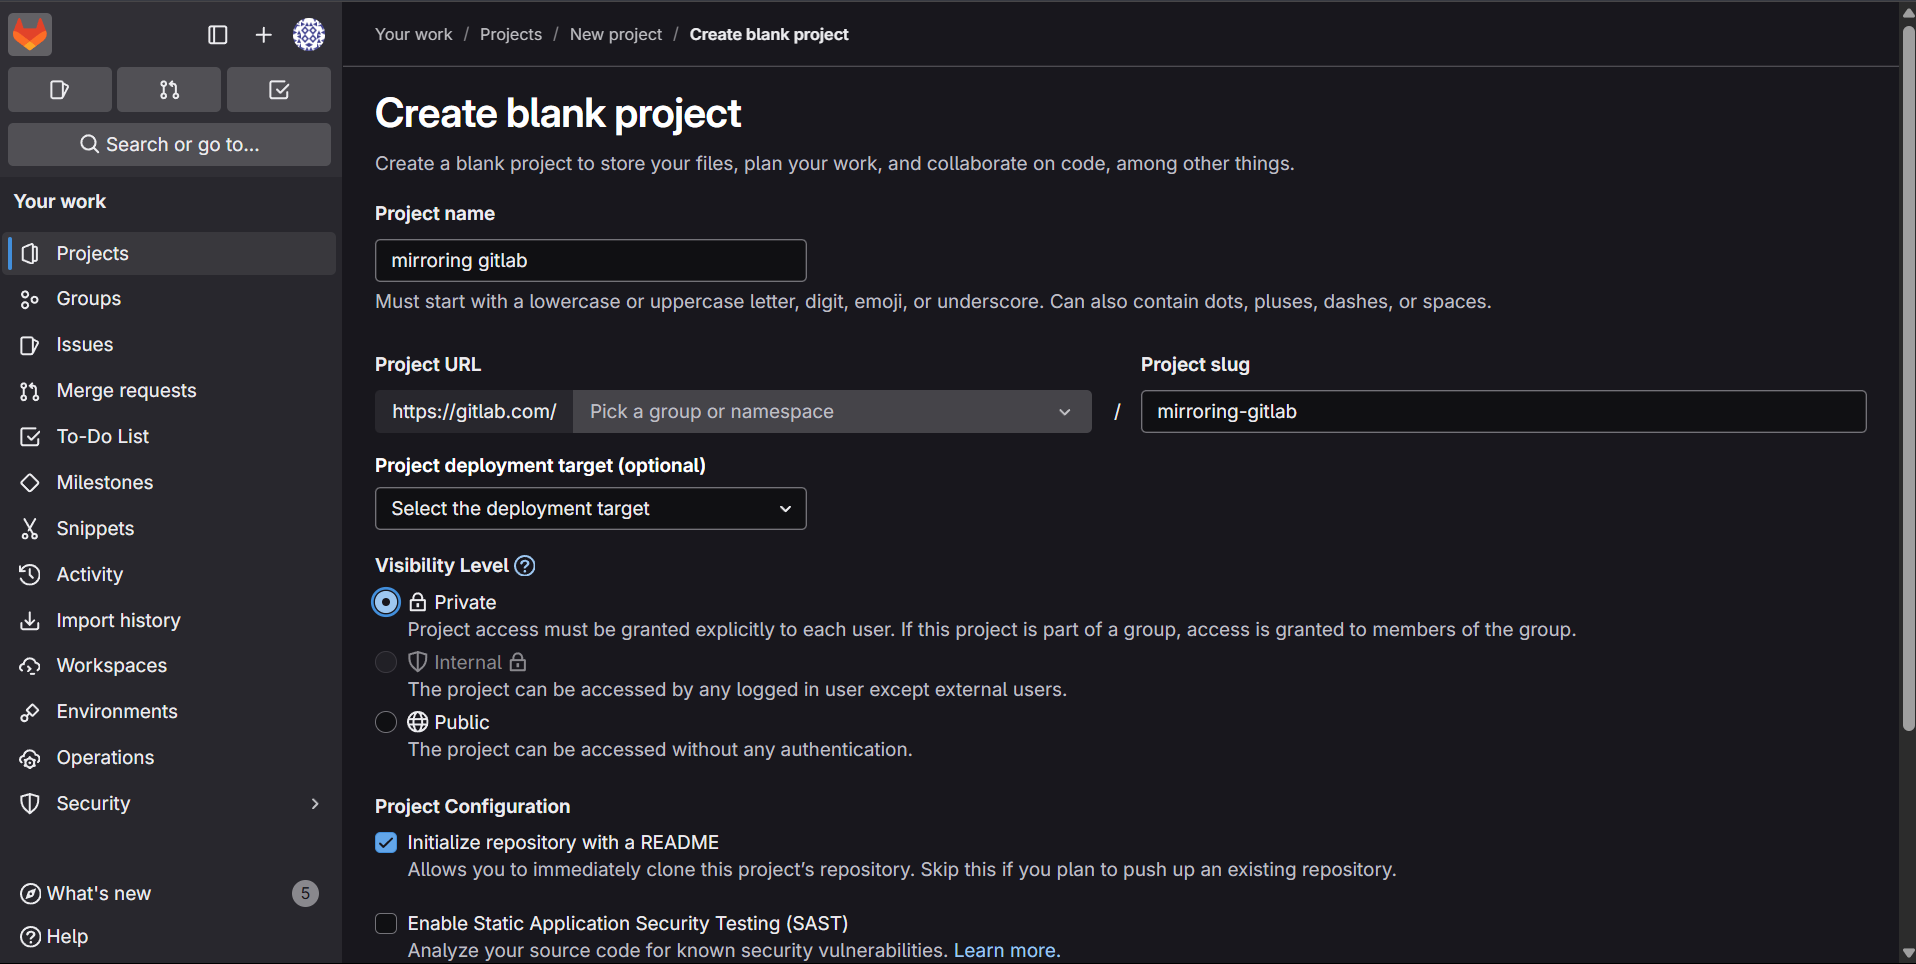 Your work / Projects / New project / Create blank project
Search or go to...
Your work
Projects
Groups
Issues
Merge requests
To-Do List
Milestones
Snippets
Activity
Import history
Workspaces
Environments
Operations
Security
What's new 5
Help
Create blank project
Create a blank project to store your files, plan your work, and collaborate on code, among other things.
Project name
mirroring gitlab
Must start with a lowercase or uppercase letter, digit, emoji, or underscore. Can also contain dots, pluses, dashes, or spaces.
Project URL
https://gitlab.com/ Pick a group or namespace /
Project slug
mirroring-gitlab
Project deployment target (optional)
Select the deployment target
Visibility Level ?
Private
Project access must be granted explicitly to each user. If this project is part of a group, access is granted to members of the group.
Internal
The project can be accessed by any logged in user except external users.
Public
The project can be accessed without any authentication.
Project Configuration
Initialize repository with a README
Allows you to immediately clone this project’s repository. Skip this if you plan to push up an existing repository.
Enable Static Application Security Testing (SAST)
Analyze your source code for known security vulnerabilities. Learn more.